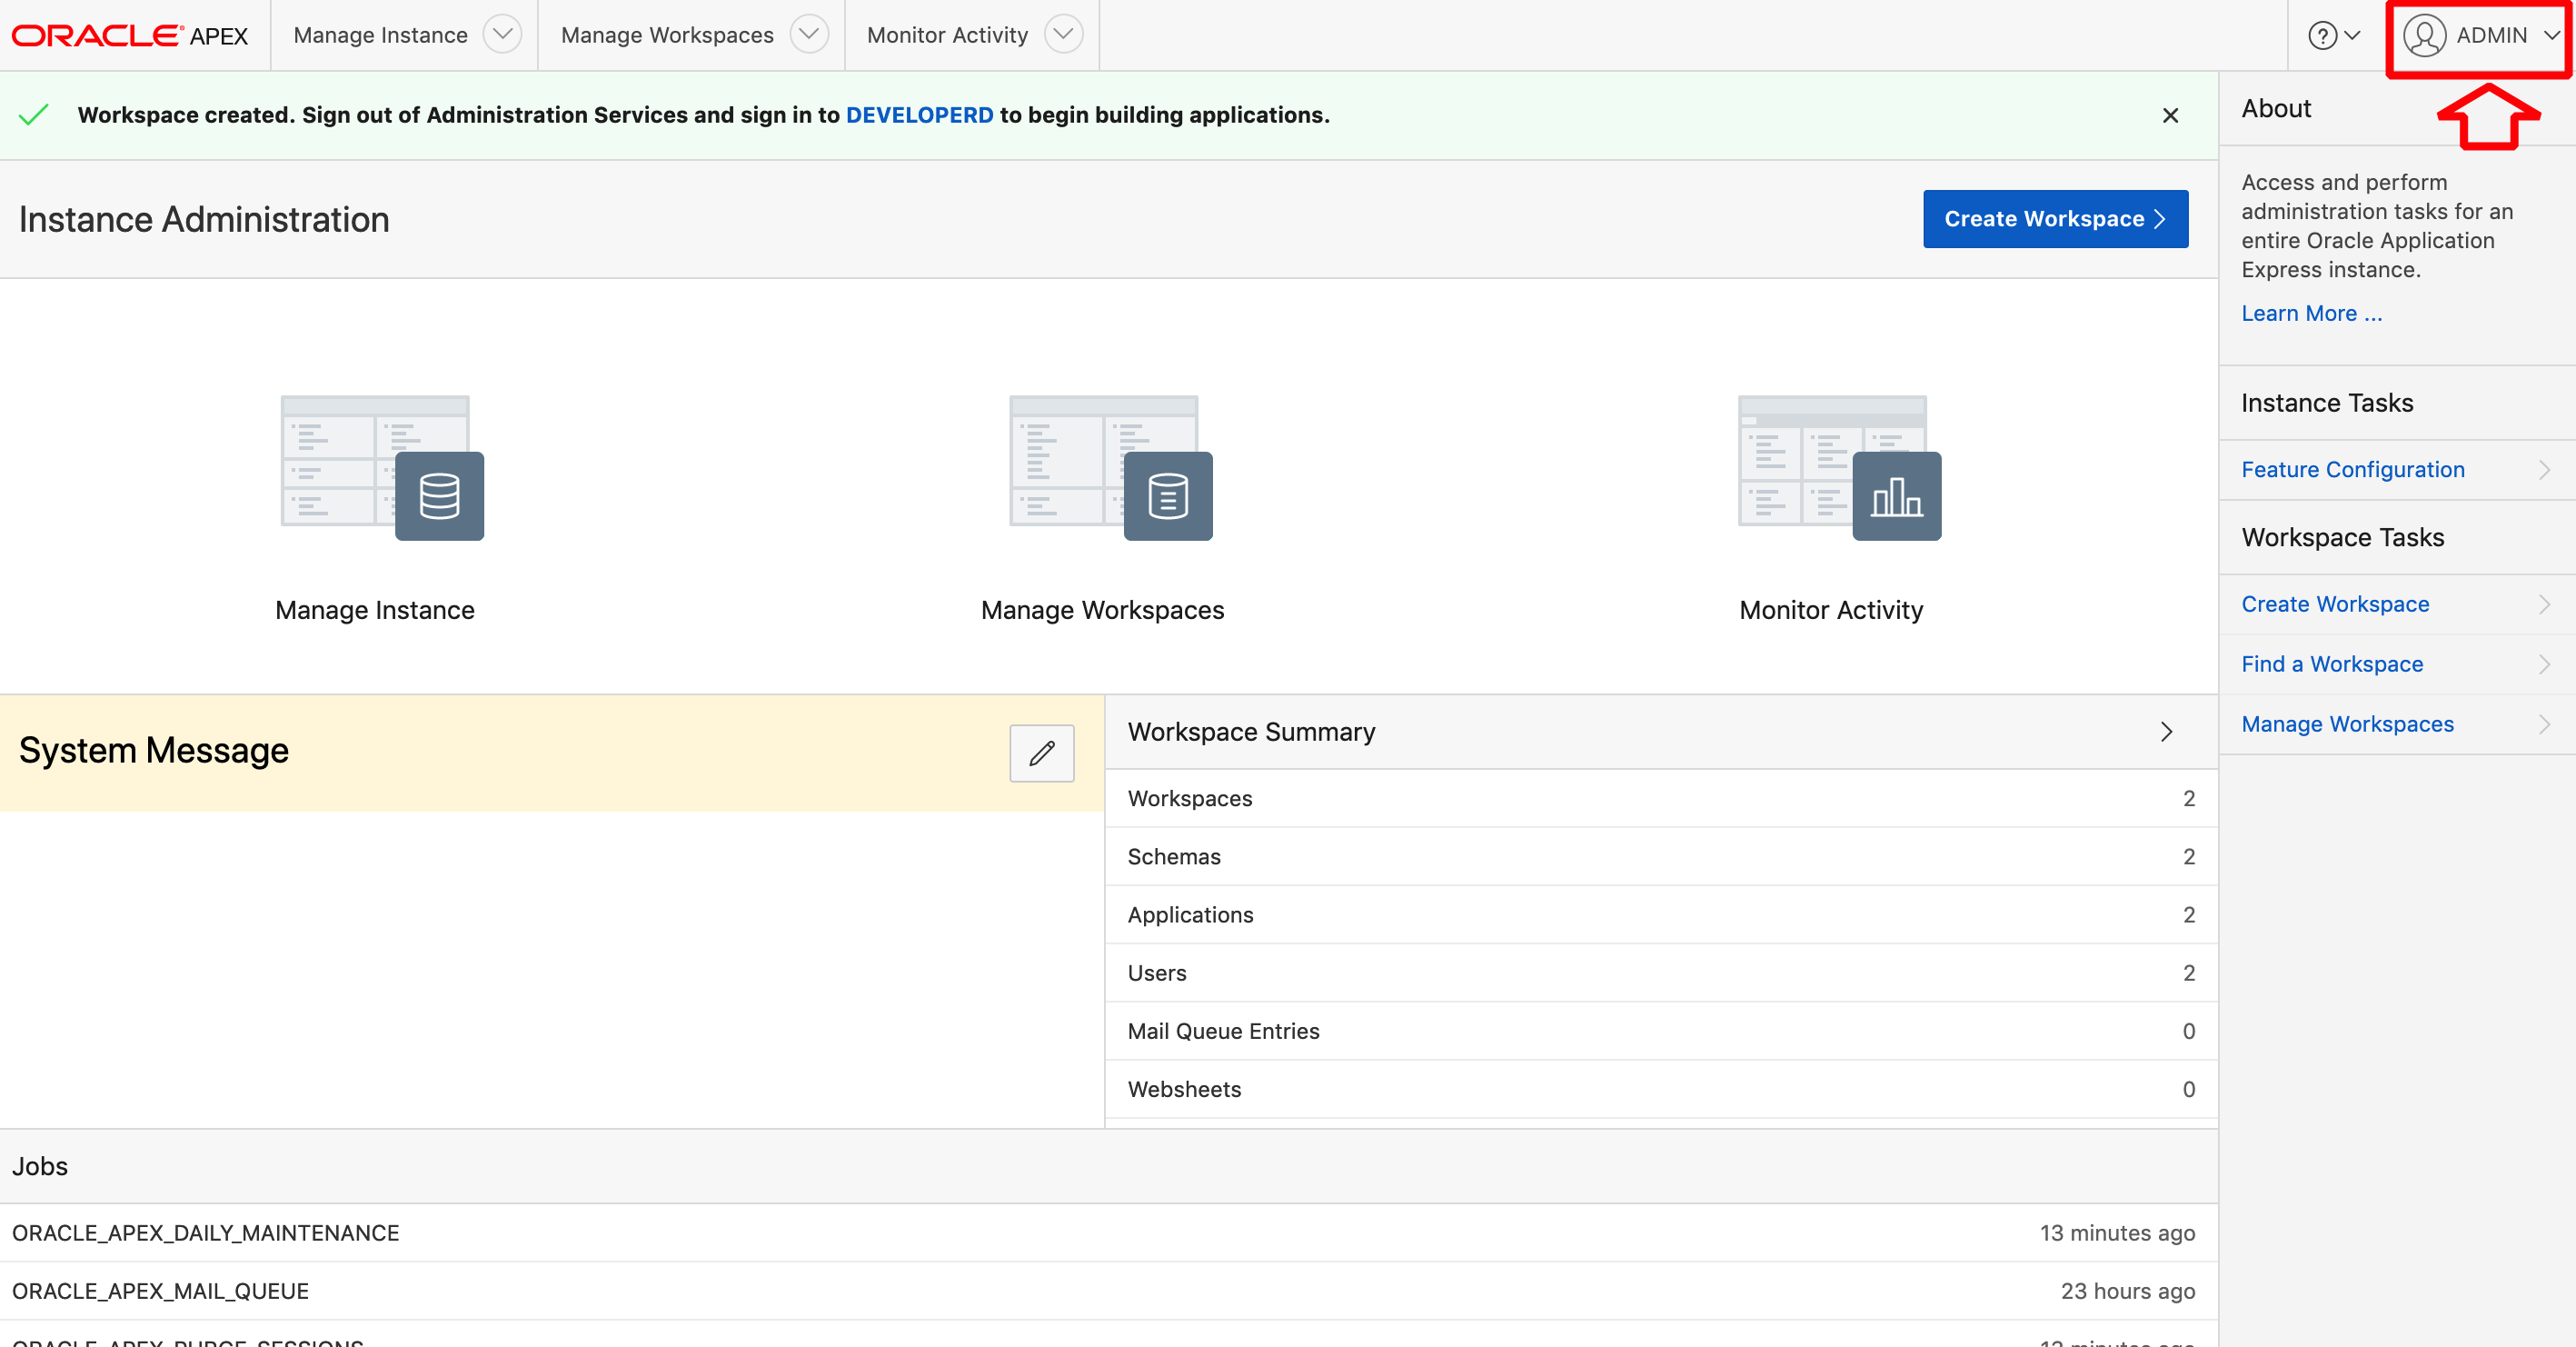 ORACLE APEX
Manage Instance
Manage Workspaces
Monitor Activity
?
ADMIN
Workspace created. Sign out of Administration Services and sign in to DEVELOPERD to begin building applications.
Instance Administration
Create Workspace
Manage Instance
Manage Workspaces
Monitor Activity
System Message
Workspace Summary
Workspaces 2
Schemas 2
Applications 2
Users 2
Mail Queue Entries 0
Websheets 0
Jobs
ORACLE_APEX_DAILY_MAINTENANCE 13 minutes ago
ORACLE_APEX_MAIL_QUEUE 23 hours ago
ORACLE_APEX_PURGE_SESSIONS 13 minutes ago
About
Access and perform
administration tasks for an
entire Oracle Application
Express instance.
Learn More ...
Instance Tasks
Feature Configuration
Workspace Tasks
Create Workspace
Find a Workspace
Manage Workspaces